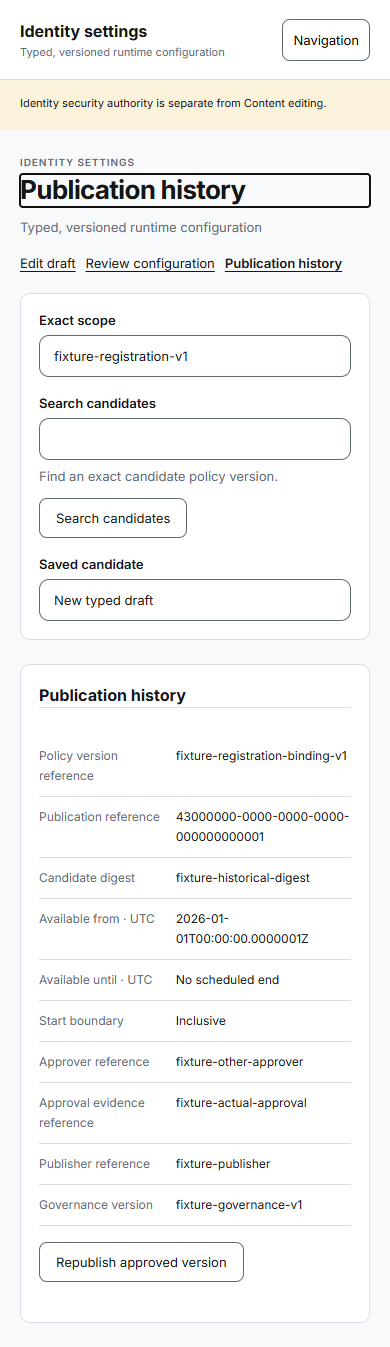 Identity settings
Typed, versioned runtime configuration
Navigation
Identity security authority is separate from Content editing.
IDENTITY SETTINGS
Publication history
Typed, versioned runtime configuration
Edit draft Review configuration Publication history
Exact scope
fixture-registration-v1
Search candidates
Find an exact candidate policy version.
Search candidates
Saved candidate
New typed draft
Publication history
Policy version
reference
fixture-registration-binding-v1
Publication reference
43000000-0000-0000-0000-
000000000001
Candidate digest
fixture-historical-digest
Available from · UTC
2026-01-
01T00:00:00.0000001Z
Available until · UTC
No scheduled end
Start boundary
Inclusive
Approver reference
fixture-other-approver
Approval evidence
reference
fixture-actual-approval
Publisher reference
fixture-publisher
Governance version
fixture-governance-v1
Republish approved version